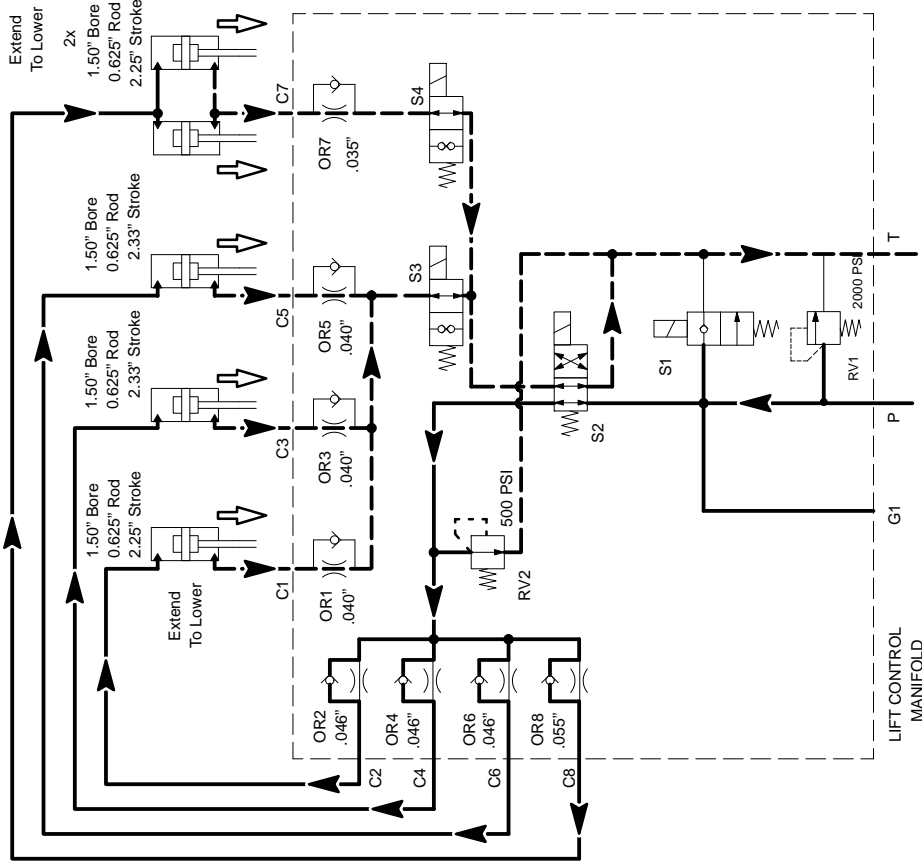 Extend
To Lower
2x
1.50" Bore
0.625" Rod
2.25" Stroke
1.50" Bore
0.625" Rod
2.33" Stroke
1.50" Bore
0.625" Rod
2.33" Stroke
1.50" Bore
0.625" Rod
2.25" Stroke
Extend
To Lower
C7
C5
C3
C1
OR7
.035"
OR5
.040"
OR3
.040"
OR1
.040"
S4
S3
S2
S1
500 PSI
RV2
2000 PSI
RV1
OR2
.046"
OR4
.046"
OR6
.046"
OR8
.055"
C2
C4
C6
C8
G1
P
T
LIFT CONTROL
MANIFOLD